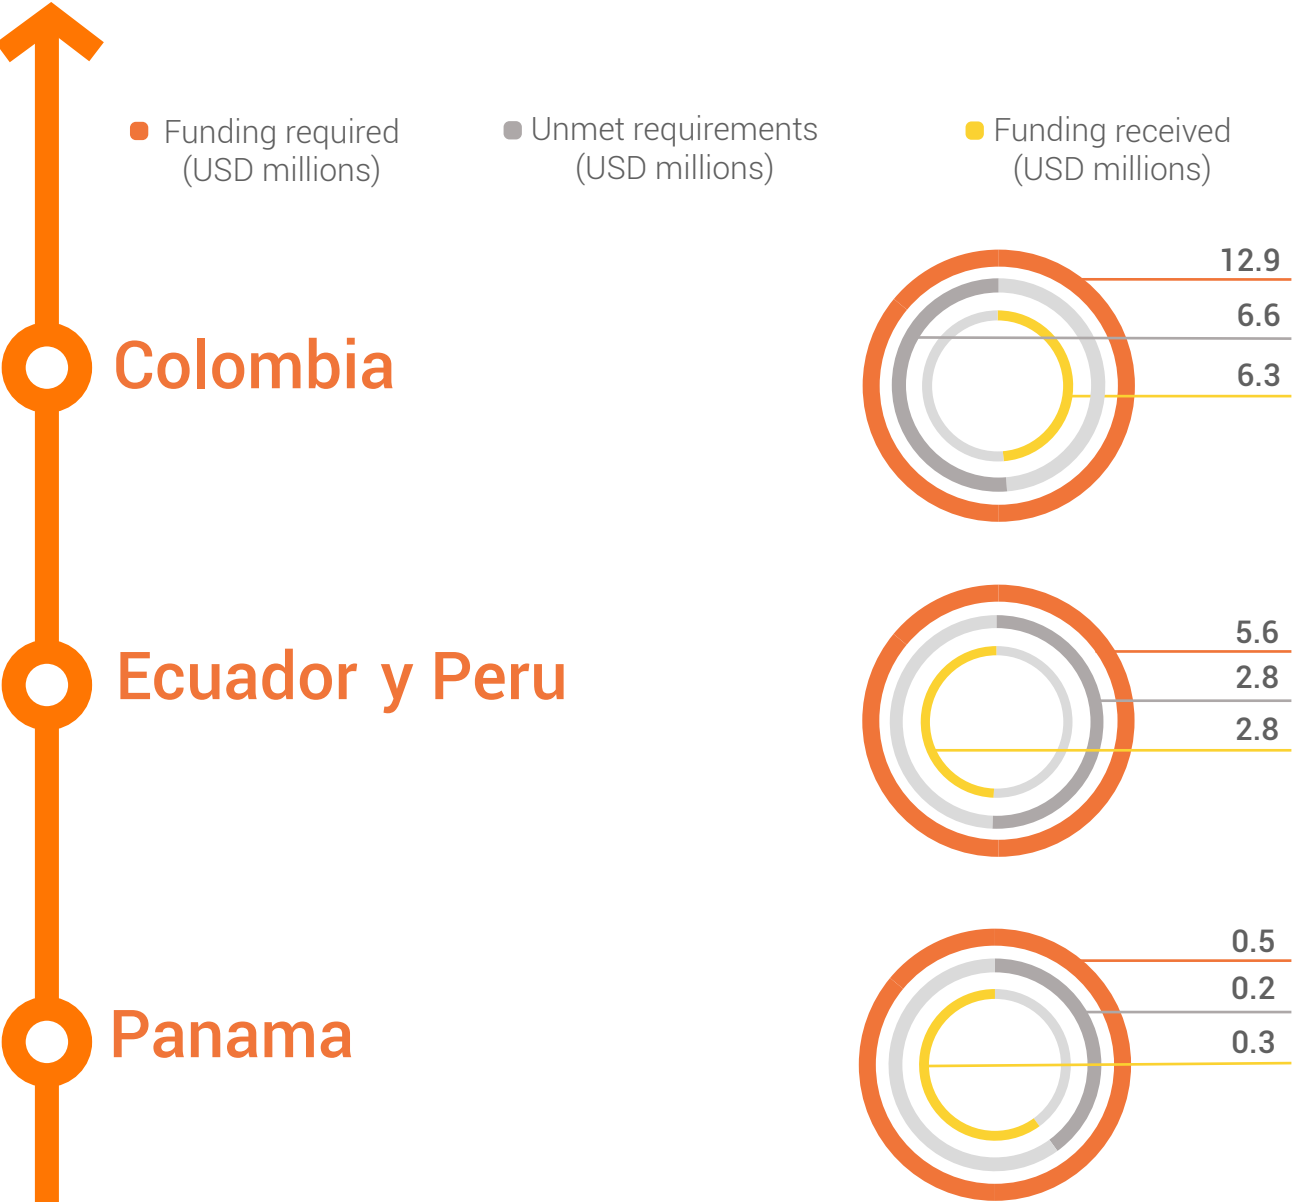 Funding required
(USD millions)
Unmet requirements
(USD millions)
Funding received
(USD millions)
Colombia
12.9
6.6
6.3
Ecuador y Peru
5.6
2.8
2.8
Panama
0.5
0.2
0.3